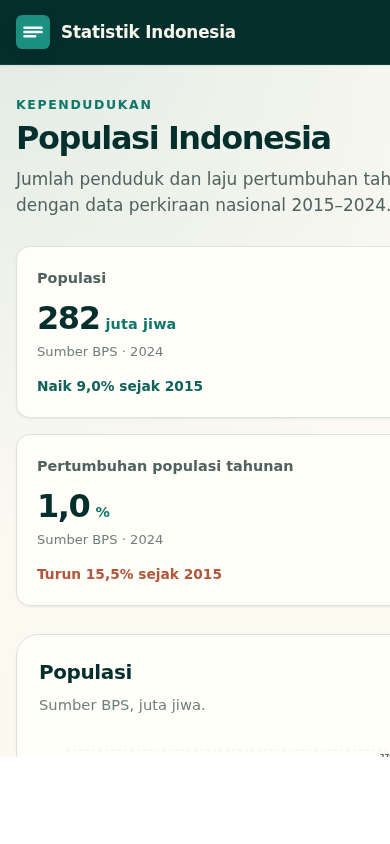 Statistik Indonesia
KEPENDUDUKAN
Populasi Indonesia
Jumlah penduduk dan laju pertumbuhan tah
dengan data perkiraan nasional 2015–2024.
Populasi
282 juta jiwa
Sumber BPS · 2024
Naik 9,0% sejak 2015
Pertumbuhan populasi tahunan
1,0 %
Sumber BPS · 2024
Turun 15,5% sejak 2015
Populasi
Sumber BPS, juta jiwa.